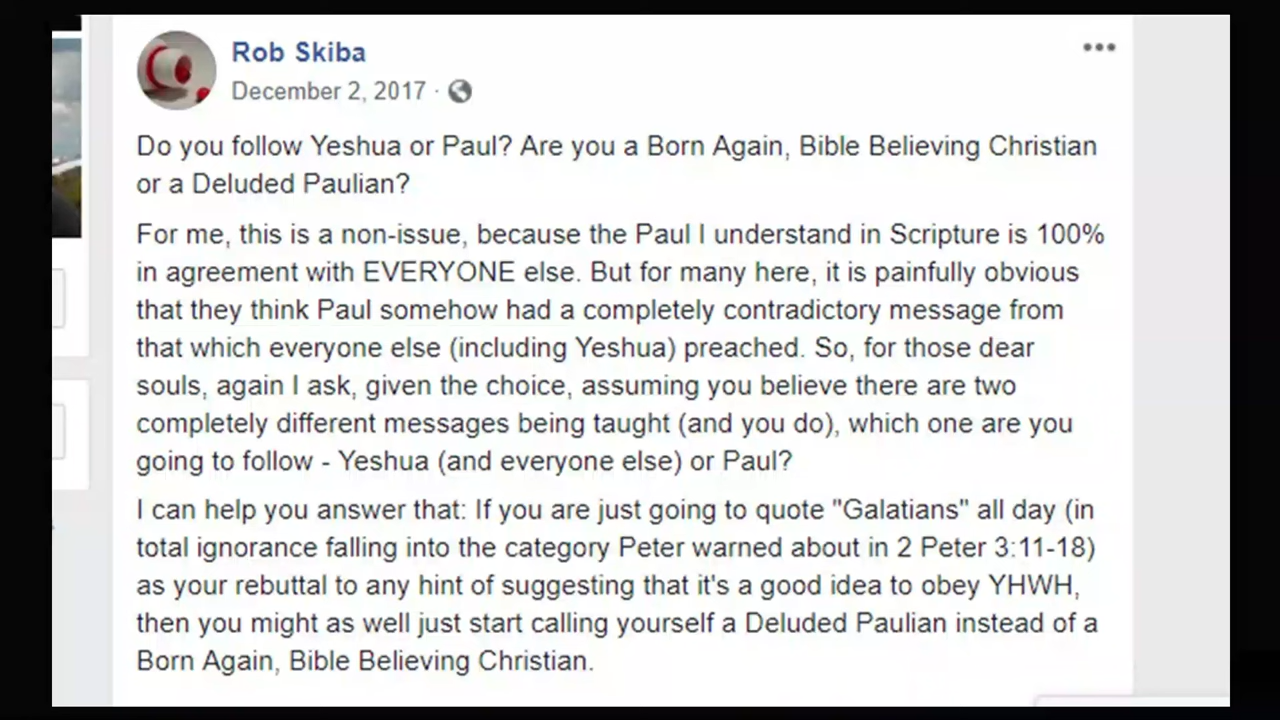 Rob Skiba
December 2, 2017 ·
Do you follow Yeshua or Paul? Are you a Born Again, Bible Believing Christian
or a Deluded Paulian?
For me, this is a non-issue, because the Paul I understand in Scripture is 100%
in agreement with EVERYONE else. But for many here, it is painfully obvious
that they think Paul somehow had a completely contradictory message from
that which everyone else (including Yeshua) preached. So, for those dear
souls, again I ask, given the choice, assuming you believe there are two
completely different messages being taught (and you do), which one are you
going to follow - Yeshua (and everyone else) or Paul?
I can help you answer that: If you are just going to quote "Galatians" all day (in
total ignorance falling into the category Peter warned about in 2 Peter 3:11-18)
as your rebuttal to any hint of suggesting that it's a good idea to obey YHWH,
then you might as well just start calling yourself a Deluded Paulian instead of a
Born Again, Bible Believing Christian.